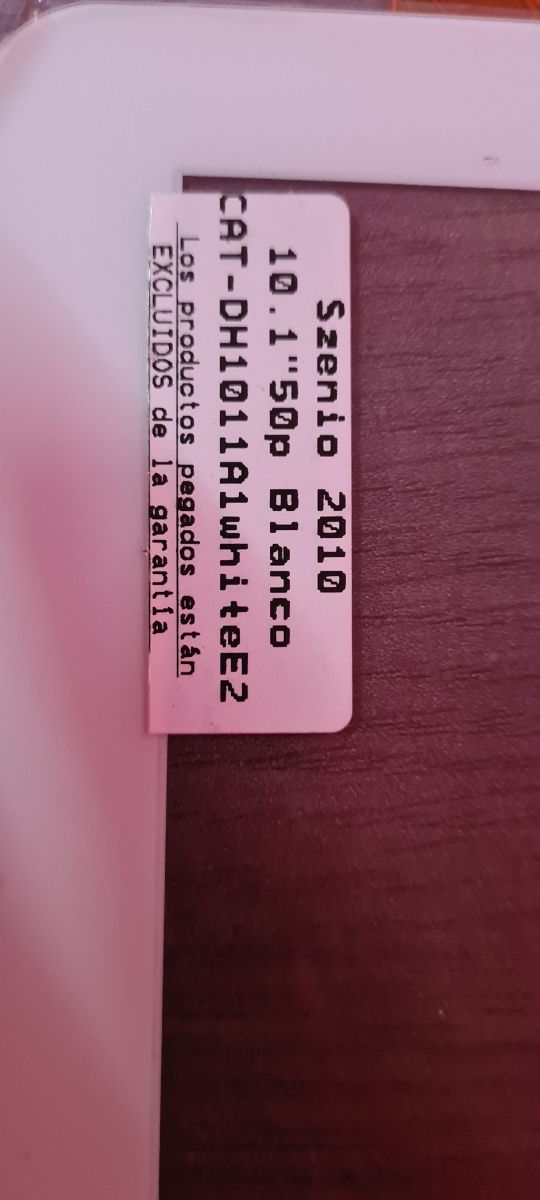 Szenio 2010
10.1"50p Blanco
CAT-DH1011A1whiteE2
Los productos pegados están
EXCLUIDOS de la garantía